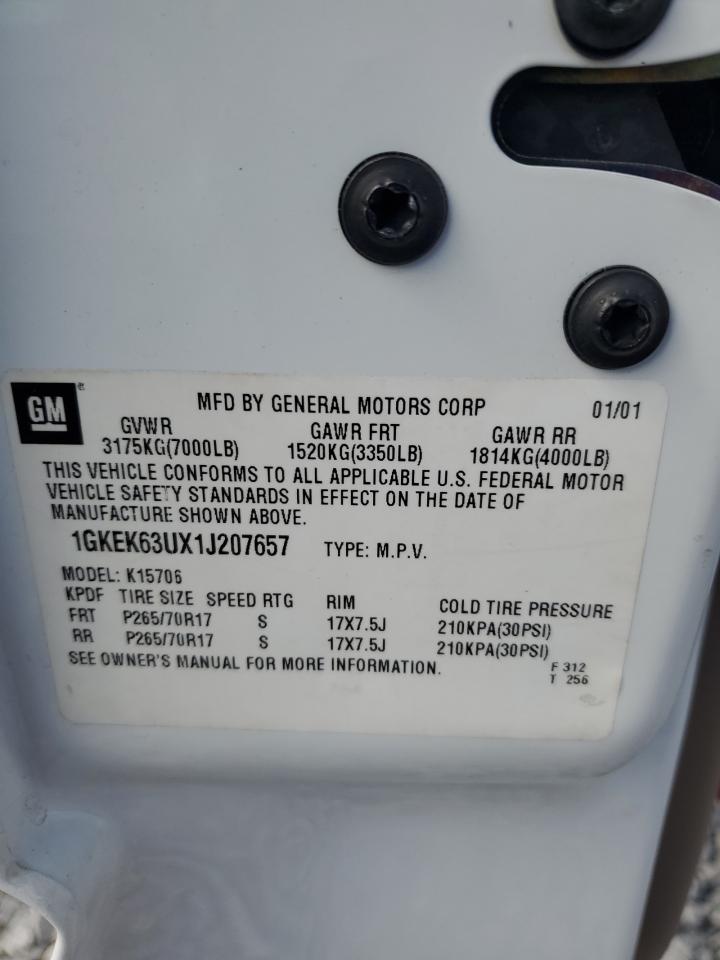 GM
MFD BY GENERAL MOTORS CORP 01/01
GVWR GAWR FRT GAWR RR
3175KG(7000LB) 1520KG(3350LB) 1814KG(4000LB)
THIS VEHICLE CONFORMS TO ALL APPLICABLE U.S. FEDERAL MOTOR
VEHICLE SAFETY STANDARDS IN EFFECT ON THE DATE OF
MANUFACTURE SHOWN ABOVE.
1GKEK63UX1J207657 TYPE: M.P.V.
MODEL: K15706
KPDF TIRE SIZE SPEED RTG RIM COLD TIRE PRESSURE
FRT P265/70R17 S 17X7.5J 210KPA(30PSI)
RR P265/70R17 S 17X7.5J 210KPA(30PSI)
SEE OWNER'S MANUAL FOR MORE INFORMATION.
F 312
T 256